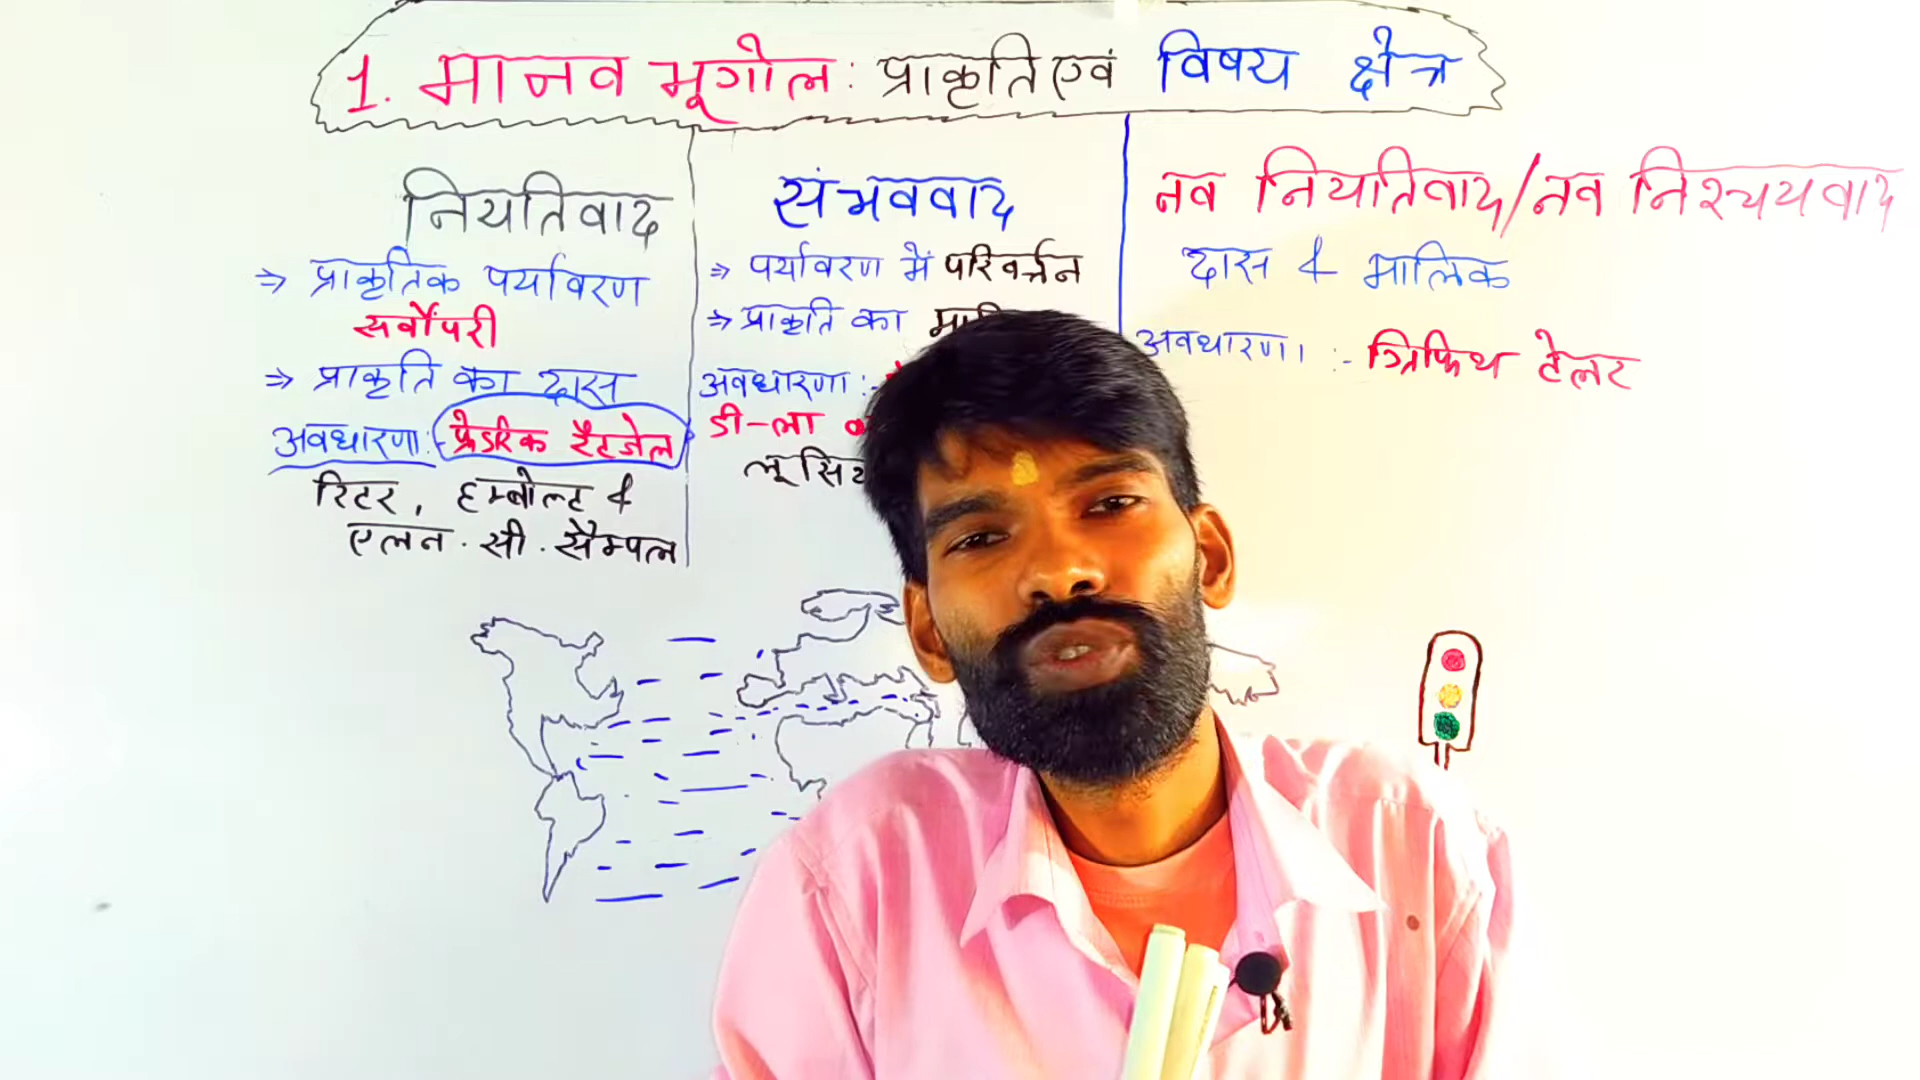 1. मानव भूगोल : प्राकृति एवं विषय क्षेत्र
नियतिवाद
⇒ प्राकृतिक पर्यावरण
सर्वोपरी
⇒ प्राकृति का दास
अवधारणा :- फ्रेडरिक रैटजेल
रिटर, हम्बोल्ट &
एलन. सी. सैम्पल
संभववाद
⇒ पर्यावरण में परिवर्त्तन
⇒ प्राकृति का
अवधारणा :-
डी-ला
नव नियतिवाद/नव निश्चयवाद
दास & मालिक
अवधारणा :- ग्रिफिथ टेलर